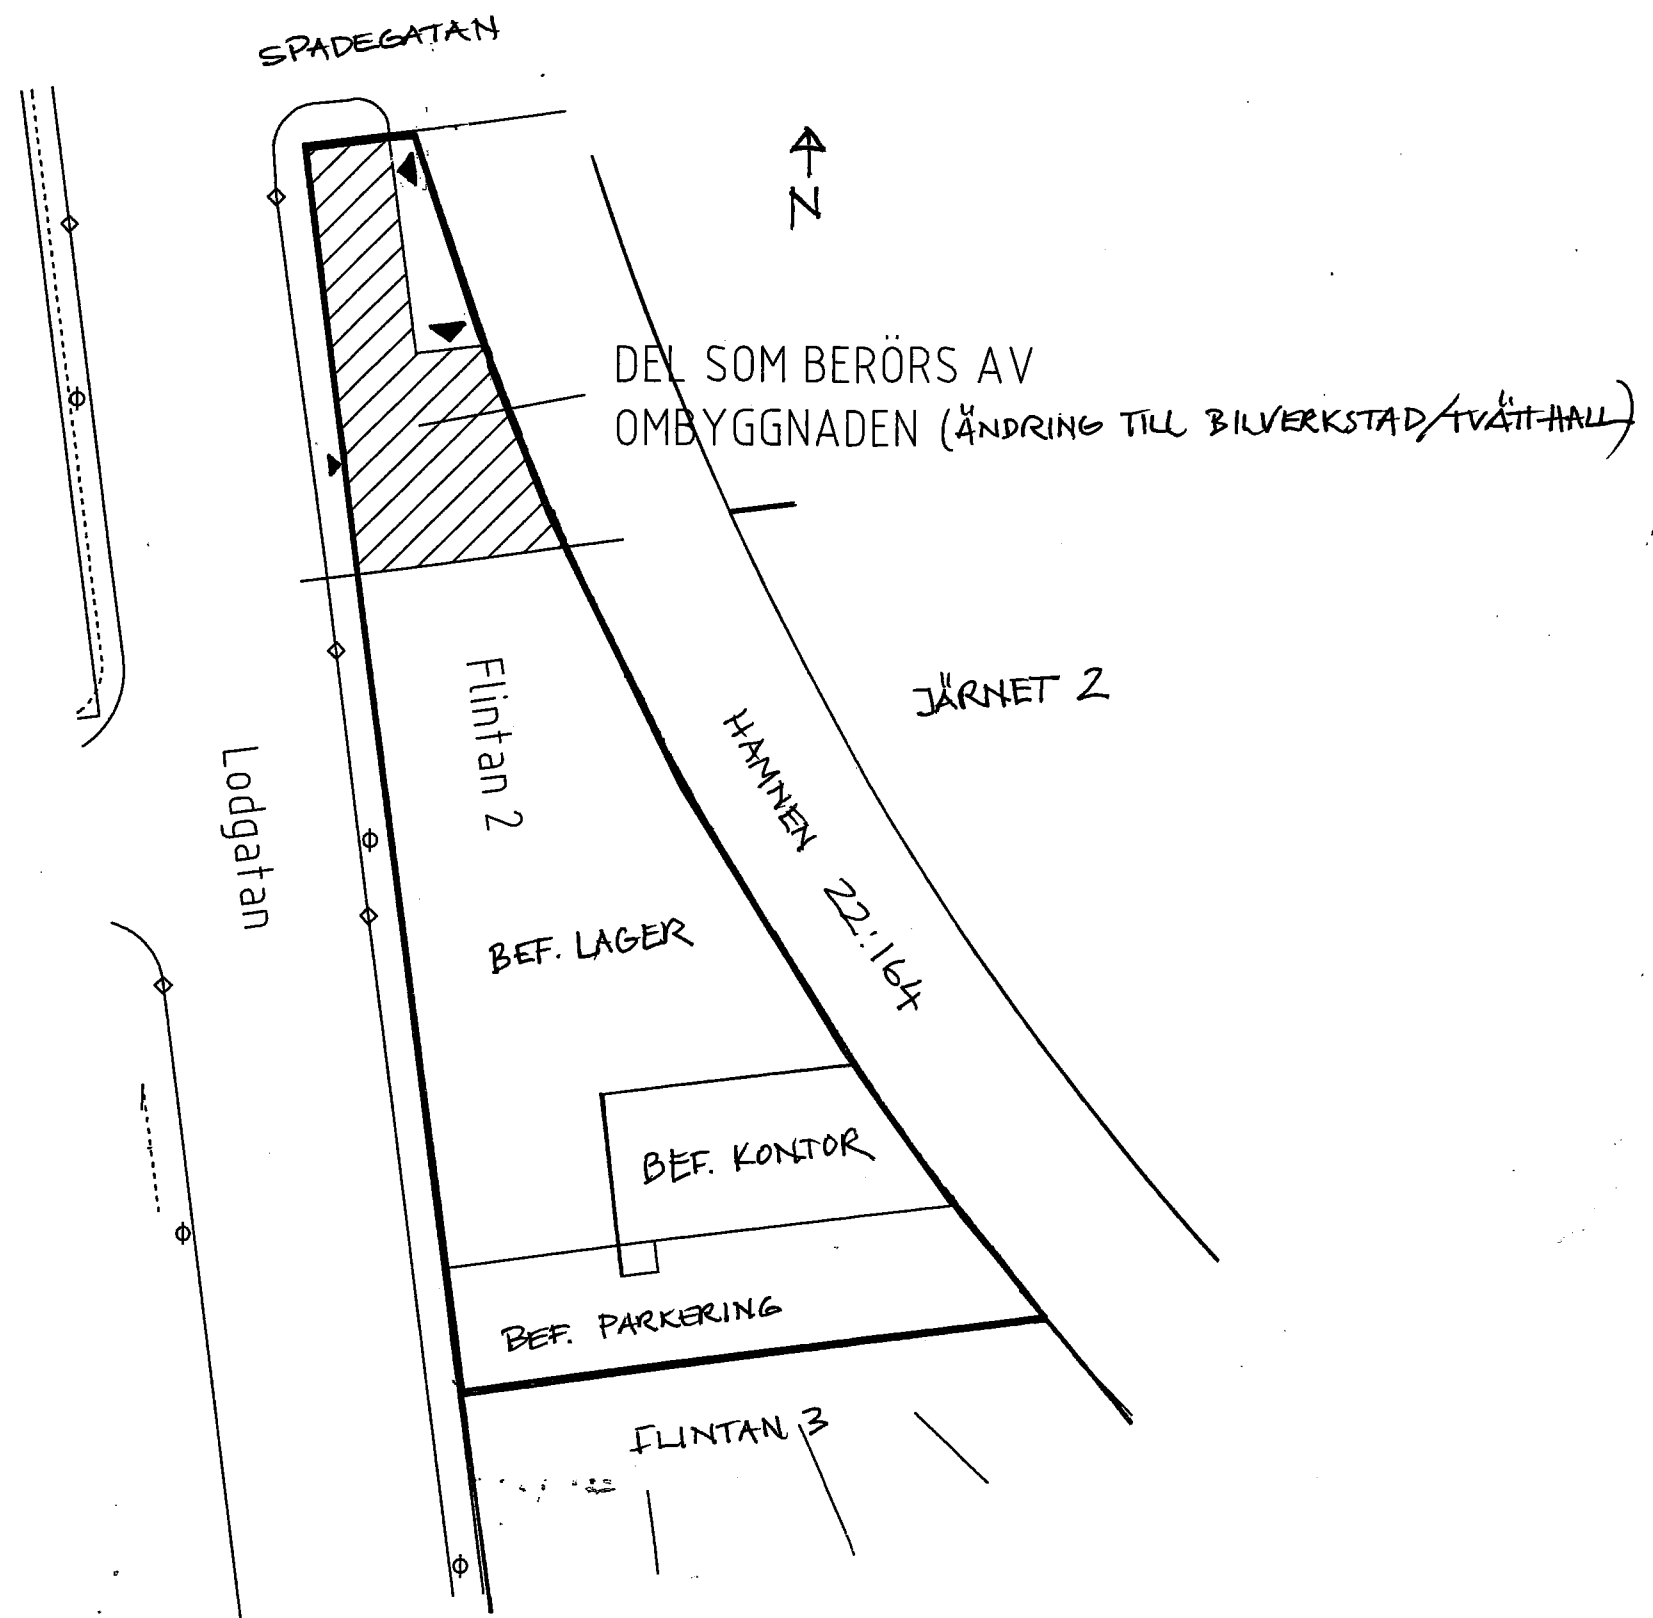 SPADEGATAN
N
DEL SOM BERÖRS AV
OMBYGGNADEN (ÄNDRING TILL BILVERKSTAD/TVÄTTHALL)
Flintan 2
JÄRNET 2
HAMNEN 22:164
Lodgatan
BEF. LAGER
BEF. KONTOR
BEF. PARKERING
FLINTAN 3